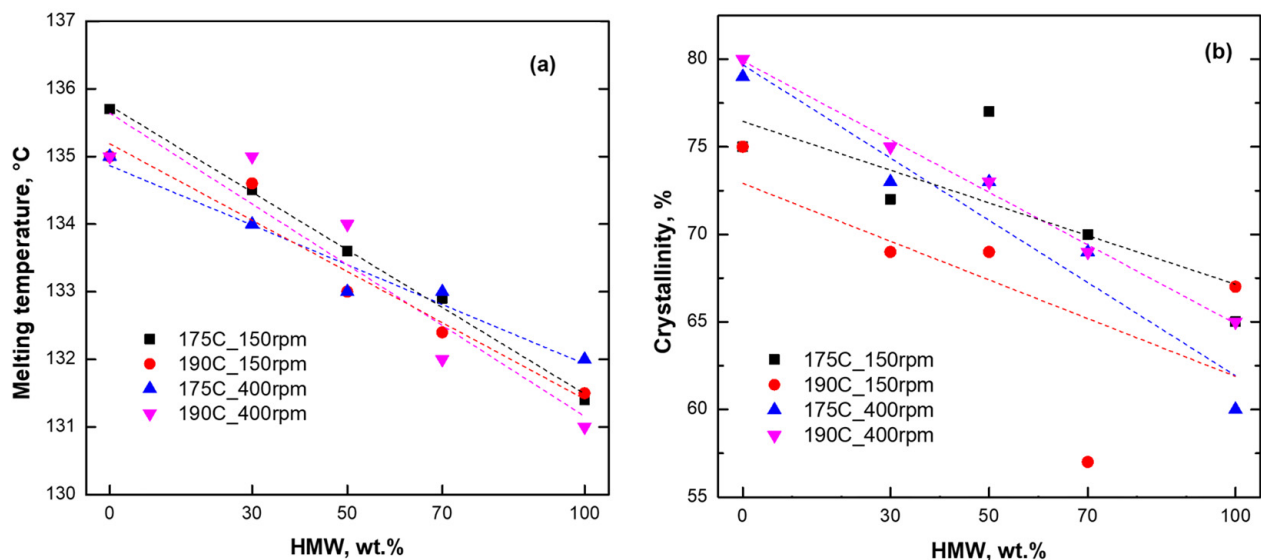 137
136
135
134
133
132
131
130
Melting temperature, °C
(a)
175C_150rpm
190C_150rpm
175C_400rpm
190C_400rpm
0
30
50
70
100
HMW, wt.%
80
75
70
65
60
55
Crystallinity, %
(b)
175C_150rpm
190C_150rpm
175C_400rpm
190C_400rpm
0
30
50
70
100
HMW, wt.%